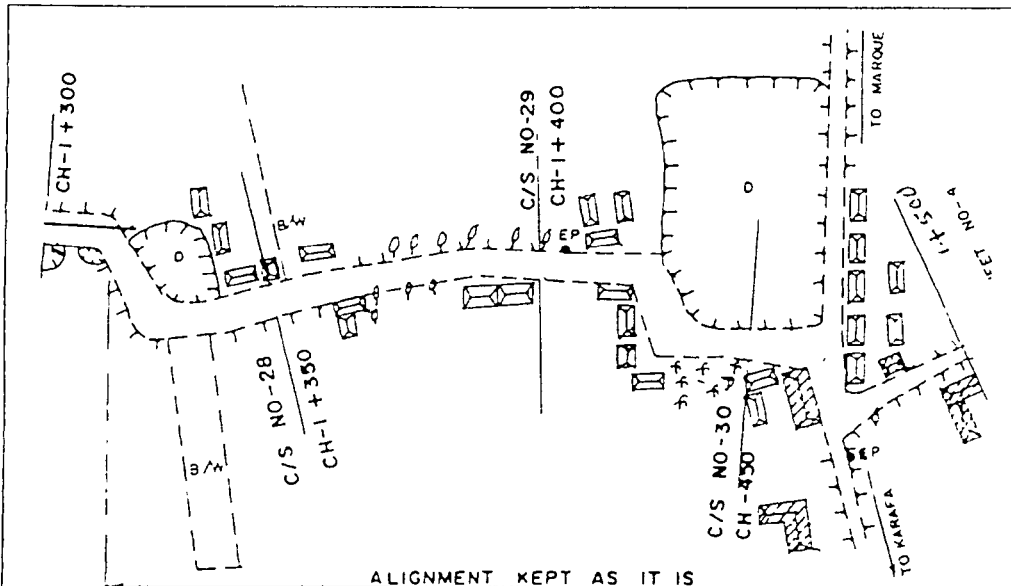 CH-1+300
B/W
C/S NO-28
CH-1+350
B/W
C/S NO-29
CH-1+400
EP
O
O
TO MARQUE
C/S NO-30
CH-450
EP
TO KARAFA
ALIGNMENT KEPT AS IT IS